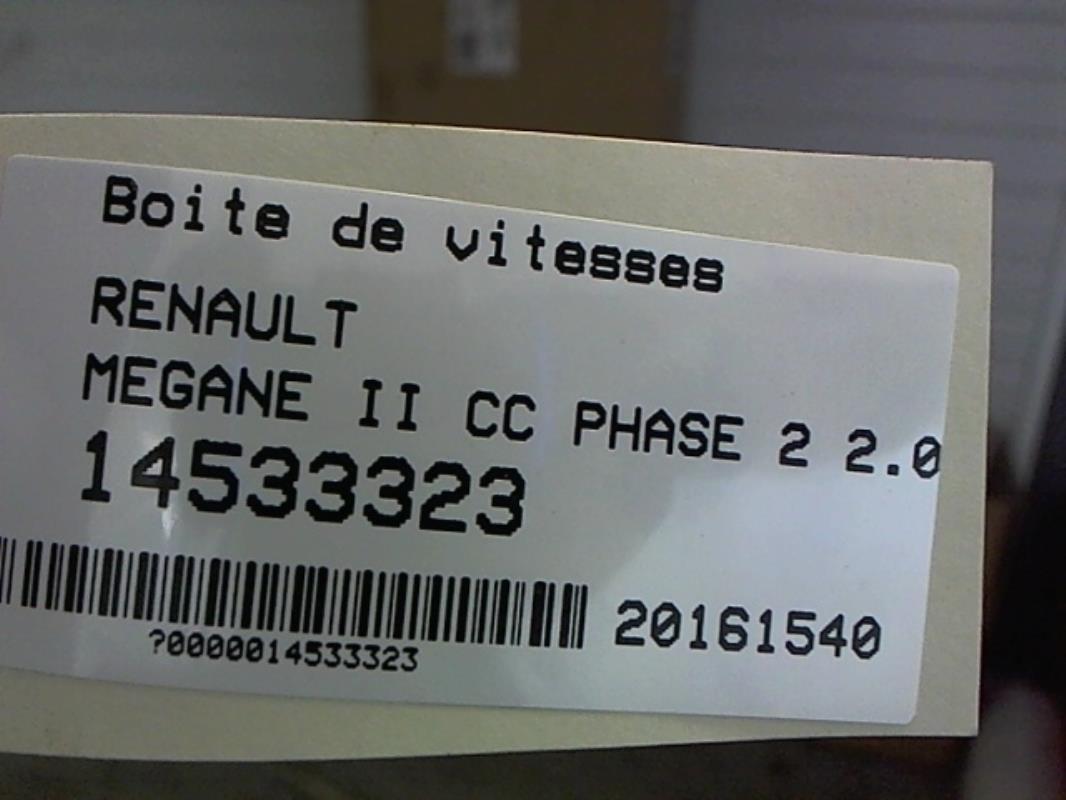 Boite de vitesses
RENAULT
MEGANE II CC PHASE 2 2.0
14533323
20161540
?0000014533323